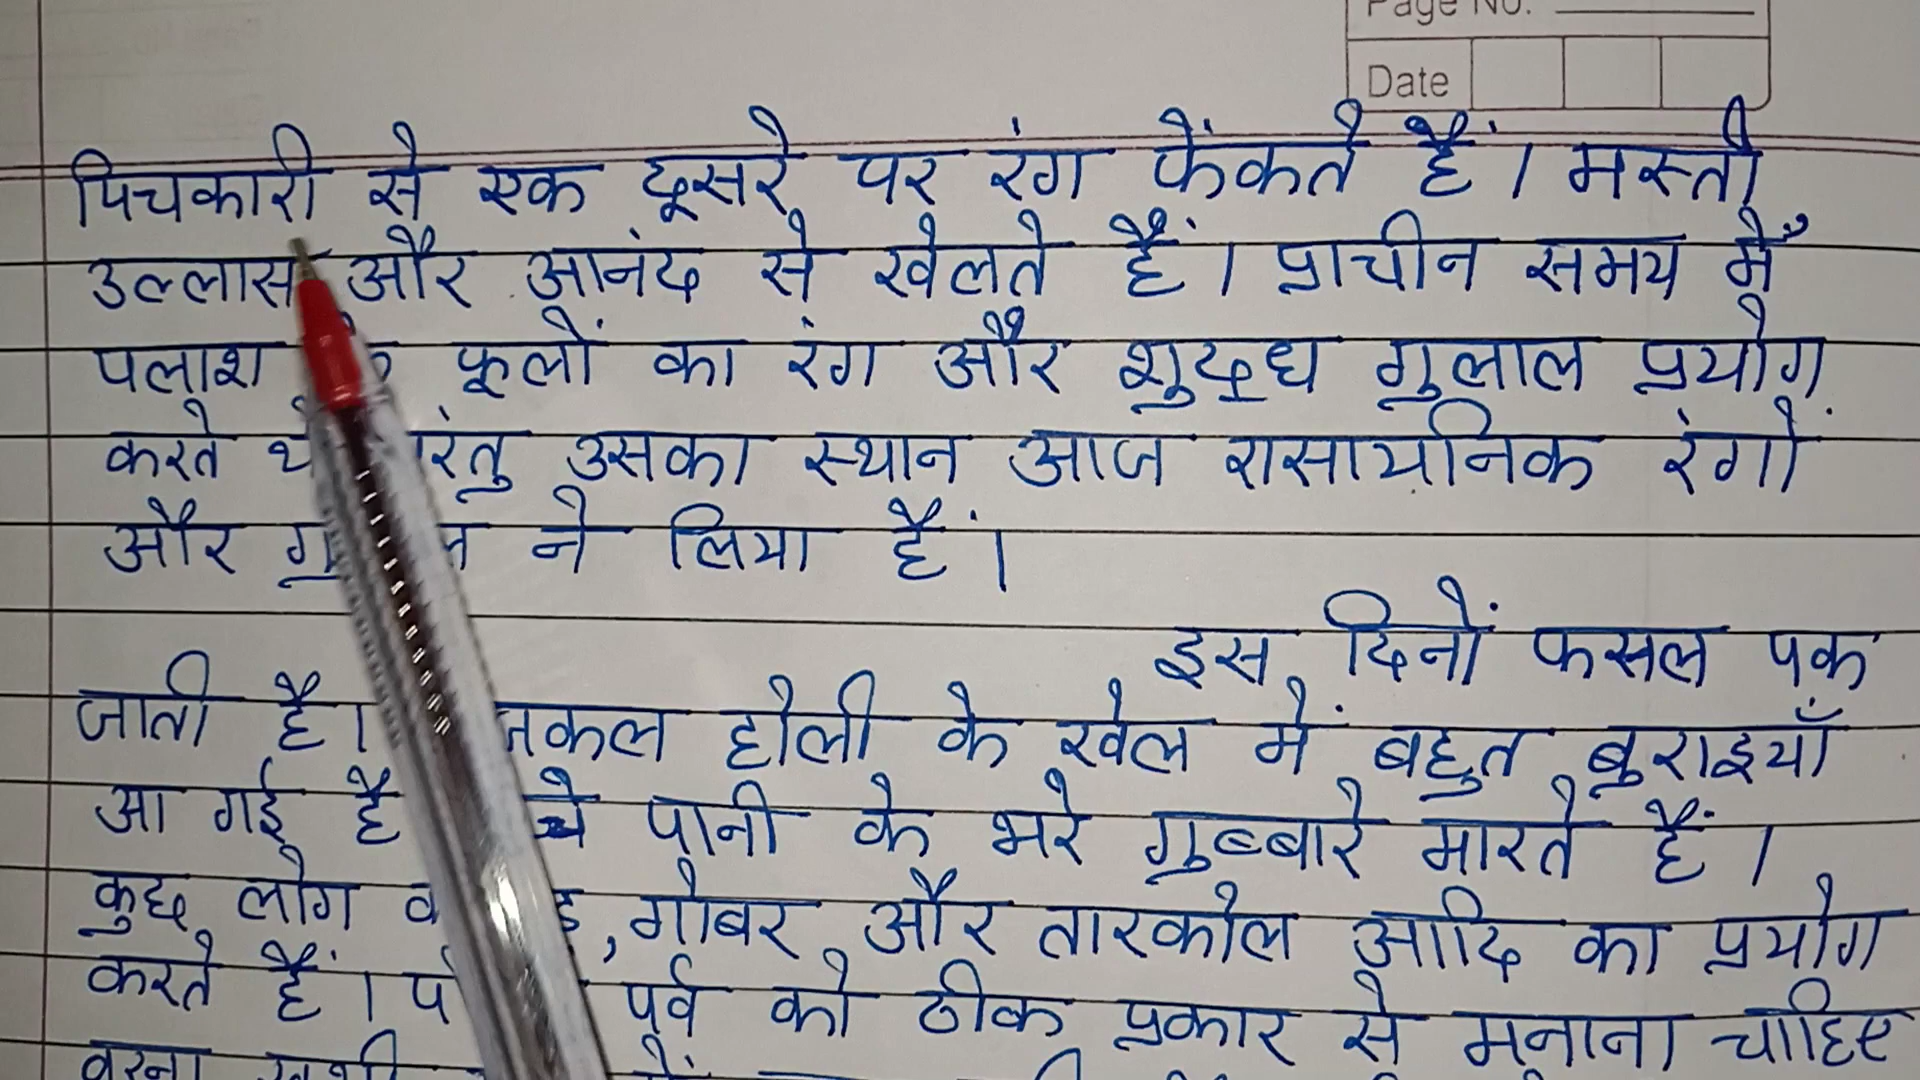 Page No.
Date
पिचकारी से एक दूसरे पर रंग फेंकते हैं। मस्ती
उल्लास और आनंद से खेलते हैं। प्राचीन समय में
पलाश फूलों का रंग और शुद्ध गुलाल प्रयोग
करते उसका स्थान आज रासायनिक रंगों
और ने लिया हैं।
इस दिनों फसल पक
जाती है। होली के खेल में बहुत बुराइयाँ
आ गई पानी के भरे गुब्बारे मारते हैं।
कुछ लोग गोबर और तारकोल आदि का प्रयोग
करते हैं। पर्व को ठीक प्रकार से मनाना चाहिए
वरना